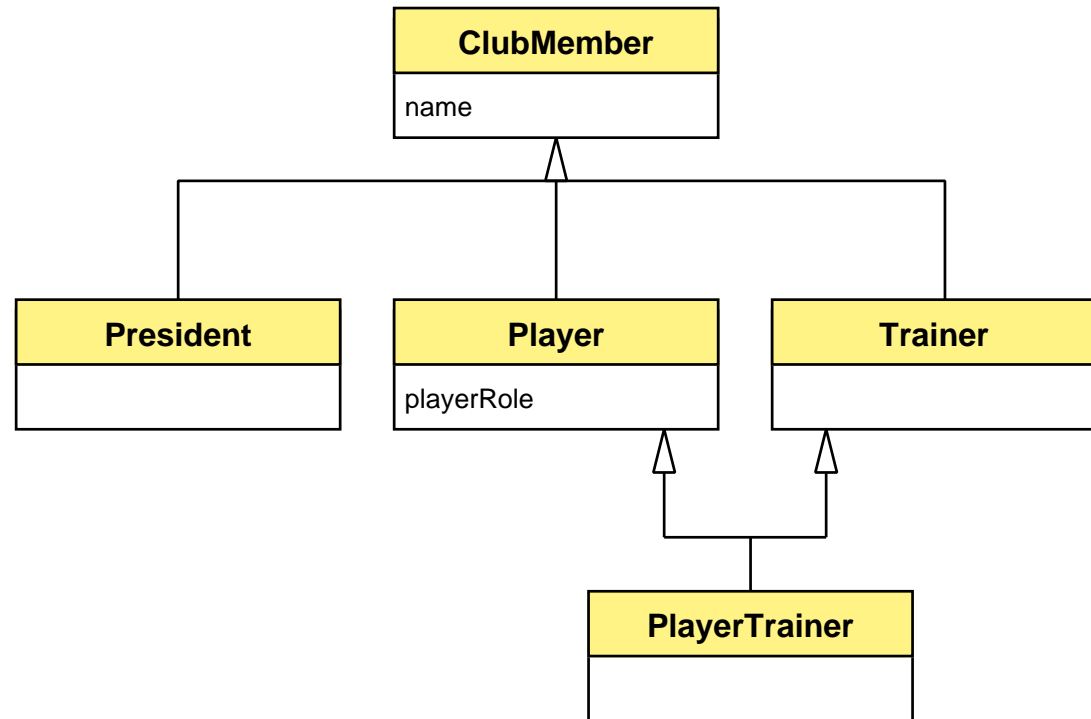 ClubMember
name
President
Player
Trainer
playerRole
PlayerTrainer